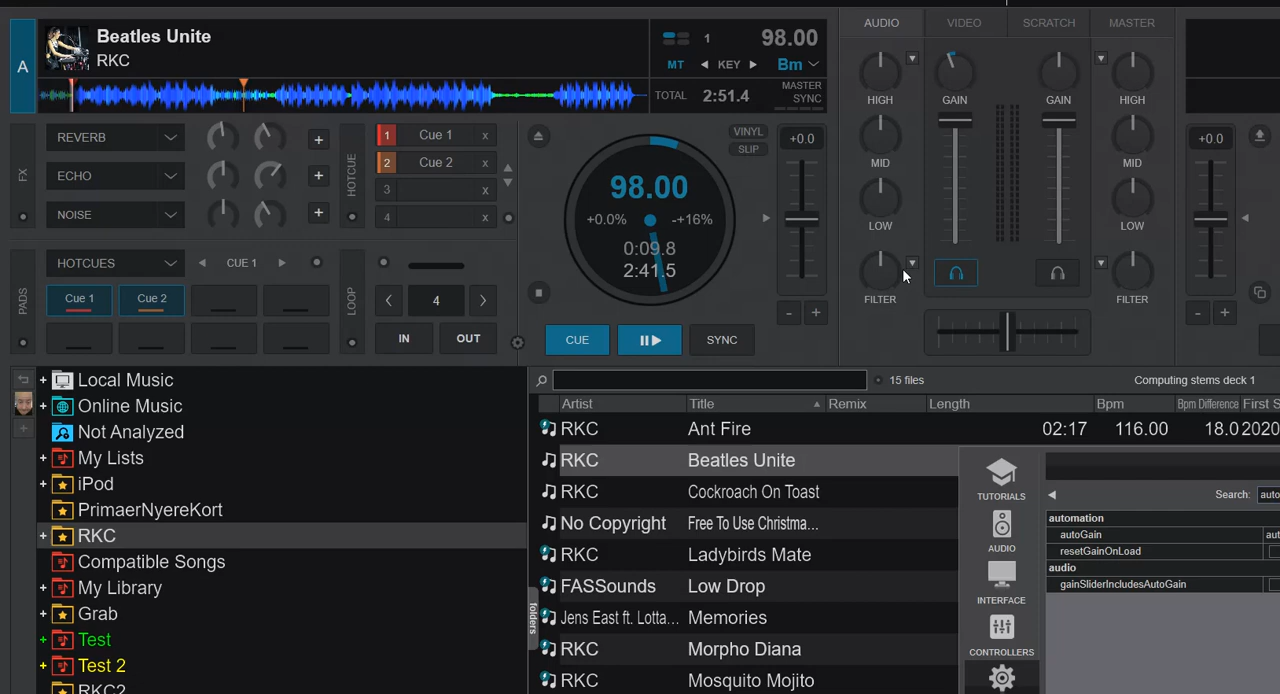 A
Beatles Unite
RKC
1
98.00
MT ◀ KEY ▶ Bm
TOTAL 2:51.4 MASTER SYNC
AUDIO VIDEO SCRATCH MASTER
HIGH GAIN GAIN HIGH
MID MID
LOW LOW
FILTER FILTER
FX
REVERB +
ECHO +
NOISE +
HOTCUE
1 Cue 1 x
2 Cue 2 x
3 x
4 x
VINYL
SLIP
98.00
+0.0% -+16%
0:09.8
2:41.5
+0.0
- +
+0.0
- +
PADS
HOTCUES CUE 1
Cue 1 Cue 2
LOOP
< 4 >
IN OUT
CUE SYNC
+ Local Music
+ Online Music
Not Analyzed
+ My Lists
+ iPod
PrimaerNyereKort
+ RKC
Compatible Songs
+ My Library
+ Grab
+ Test
+ Test 2
RKC2
folders
15 files Computing stems deck 1
Artist Title Remix Length Bpm Bpm Difference First S
RKC Ant Fire 02:17 116.00 18.0 2020
RKC Beatles Unite
RKC Cockroach On Toast
No Copyright Free To Use Christma...
RKC Ladybirds Mate
FASSounds Low Drop
Jens East ft. Lotta... Memories
RKC Morpho Diana
RKC Mosquito Mojito
TUTORIALS
AUDIO
INTERFACE
CONTROLLERS
Search: auto
automation
autoGain aut
resetGainOnLoad
audio
gainSliderIncludesAutoGain